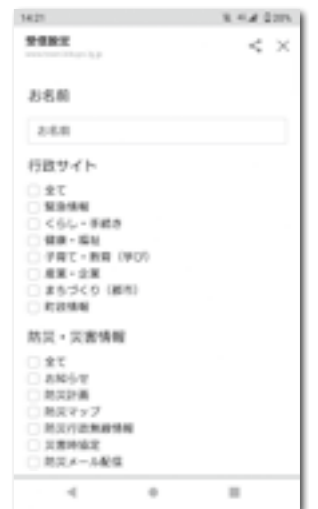 14:21
受信設定
お名前
お名前
行政サイト
全て
緊急情報
くらし・手続き
健康・福祉
子育て・教育（学び）
産業・企業
まちづくり（都市）
町政情報
防災・災害情報
全て
お知らせ
防災計画
防災マップ
防災行政無線情報
災害時協定
防災メール配信